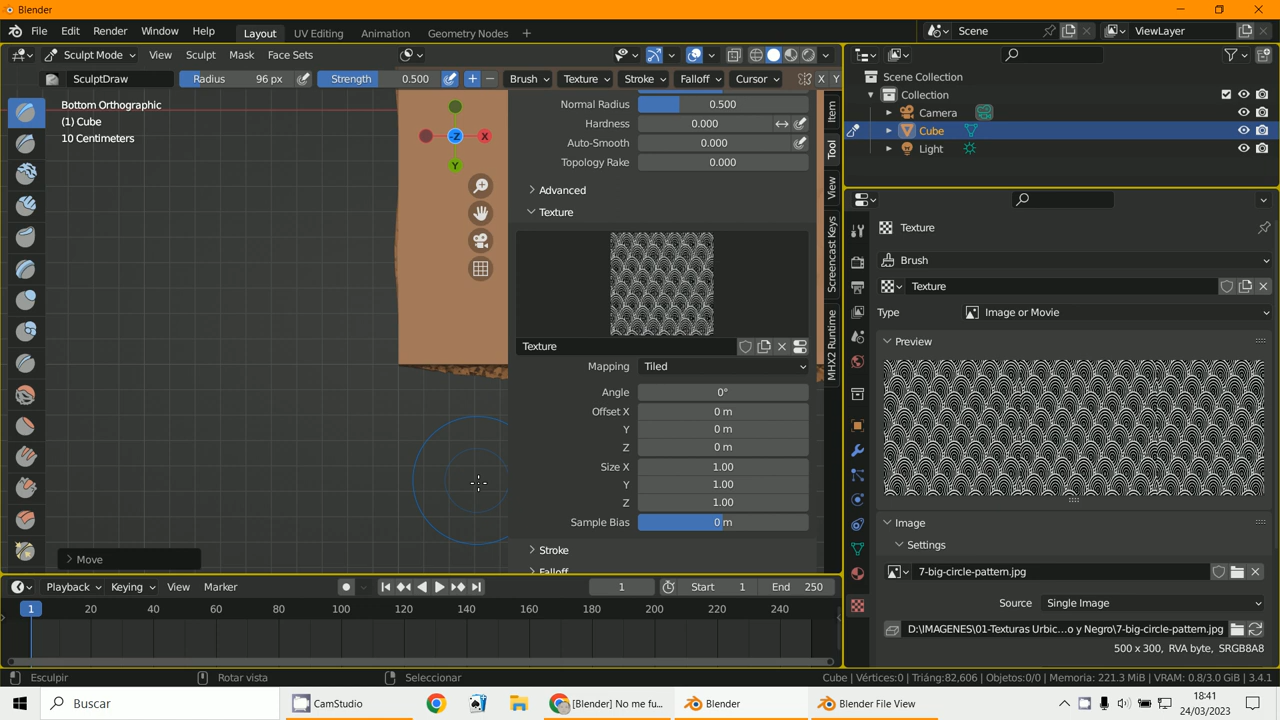 Blender
File Edit Render Window Help Layout UV Editing Animation Geometry Nodes Scene ViewLayer
Sculpt Mode View Sculpt Mask Face Sets
SculptDraw Radius 96 px Strength 0.500 Brush Texture Stroke Falloff Cursor X Y
Bottom Orthographic
(1) Cube
10 Centimeters
-Z X
Y
Normal Radius 0.500
Hardness 0.000
Auto-Smooth 0.000
Topology Rake 0.000
Advanced
Texture
Texture
Mapping Tiled
Angle 0°
Offset X 0 m
Y 0 m
Z 0 m
Size X 1.00
Y 1.00
Z 1.00
Sample Bias 0 m
Stroke
Falloff
Item
Tool
View
Screencast Keys
MHX2 Runtime
Move
Scene Collection
Collection
Camera
Cube
Light
Texture
Brush
Texture
Type Image or Movie
Preview
Image
Settings
7-big-circle-pattern.jpg
Source Single Image
D:\IMAGENES\01-Texturas Urbic...o y Negro\7-big-circle-pattern.jpg
500 x 300, RVA byte, SRGB8A8
Playback Keying View Marker 1 Start 1 End 250
1 20 40 60 80 100 120 140 160 180 200 220 240
Esculpir Rotar vista Seleccionar Cube | Vértices:0 | Triáng:82,606 | Objetos:0/0 | Memoria: 221.3 MiB | VRAM: 0.8/3.0 GiB | 3.4.1
Buscar CamStudio [Blender] No me fu... Blender Blender File View
18:41
24/03/2023